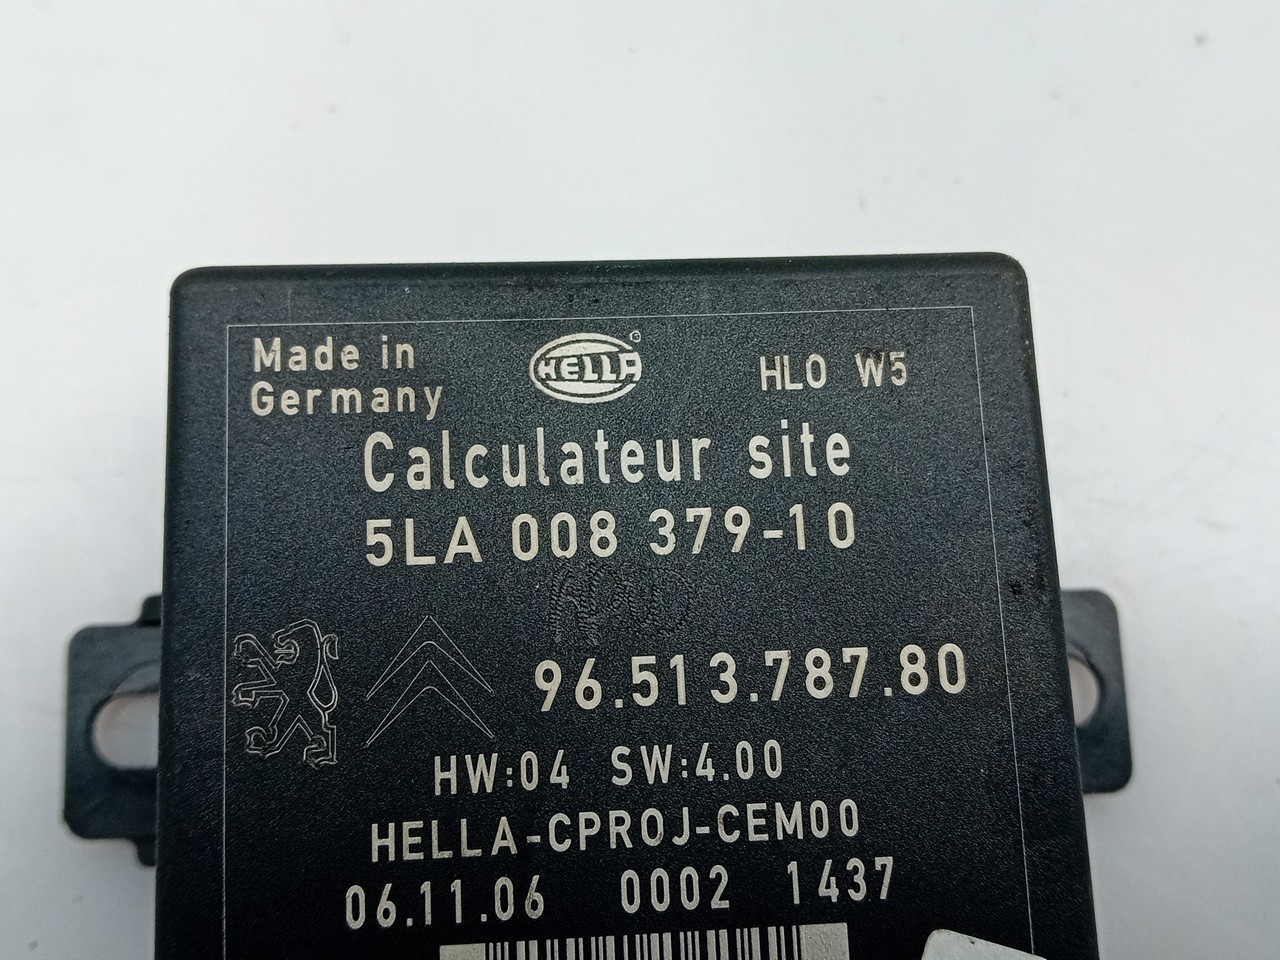 Made in
Germany
HELLA
HLO W5
Calculateur site
5LA 008 379-10
96.513.787.80
HW:04 SW:4.00
HELLA-CPROJ-CEM00
06.11.06 0002 1437